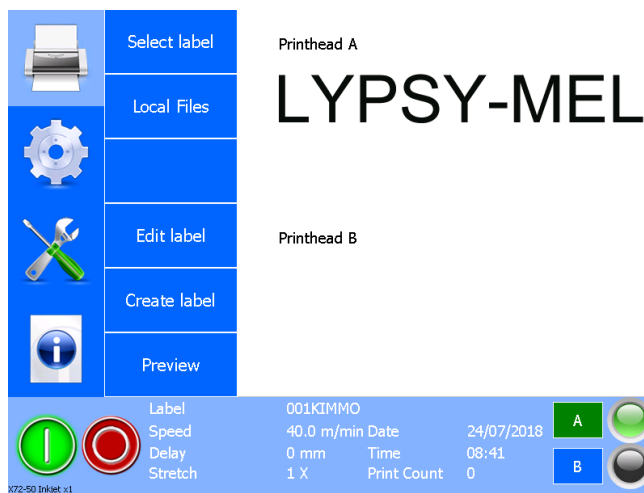 Select label
Local Files
Edit label
Create label
Preview
Printhead A
LYPSY-MEL
Printhead B
Label 001KIMMO
Speed 40.0 m/min Date 24/07/2018
Delay 0 mm Time 08:41
Stretch 1 X Print Count 0
A
B
X72-50 Inkjet x1